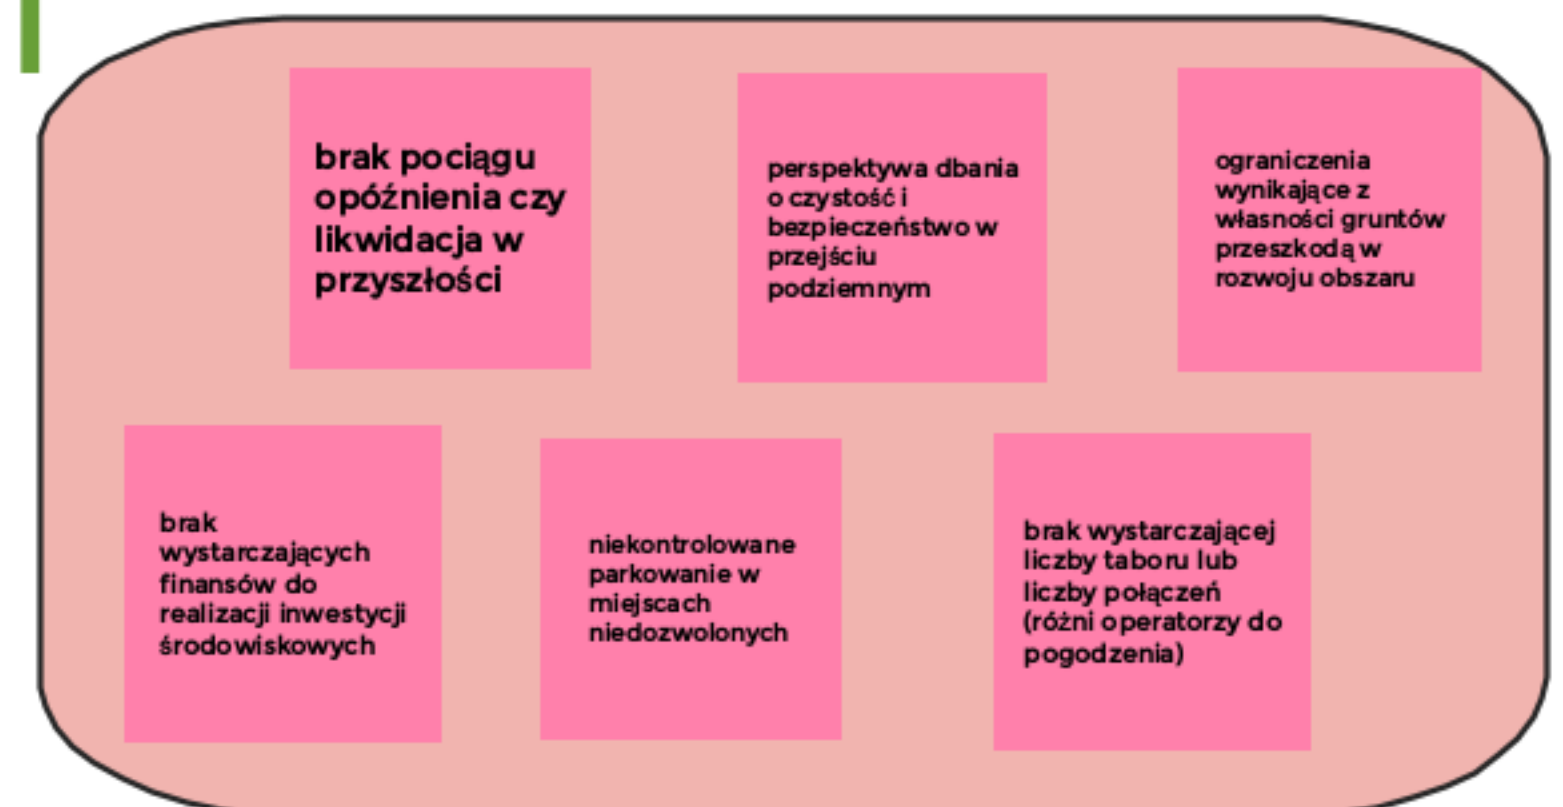 brak pociągu
opóźnienia czy
likwidacja w
przyszłości
perspektywa dbania
o czystość i
bezpieczeństwo w
przejściu
podziemnym
ograniczenia
wynikające z
własności gruntów
przeszkodą w
rozwoju obszaru
brak
wystarczających
finansów do
realizacji inwestycji
środowiskowych
niekontrolowane
parkowanie w
miejscach
niedozwolonych
brak wystarczającej
liczby taboru lub
liczby połączeń
(różni operatorzy do
pogodzenia)